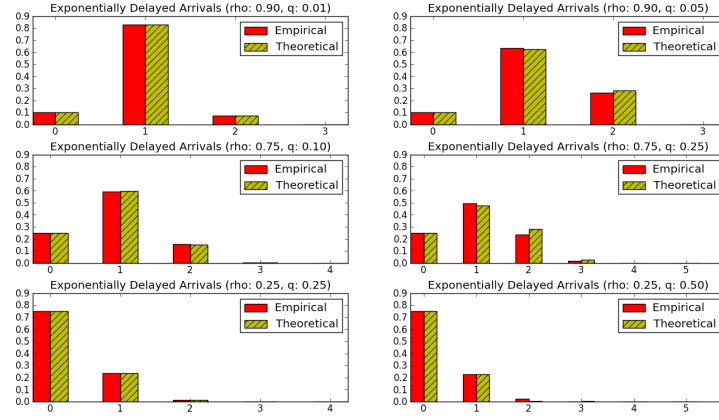 Exponentially Delayed Arrivals (rho: 0.90, q: 0.01)
0.9
0.8
0.7
0.6
0.5
0.4
0.3
0.2
0.1
0.0
0 1 2 3
Empirical
Theoretical
Exponentially Delayed Arrivals (rho: 0.90, q: 0.05)
0.9
0.8
0.7
0.6
0.5
0.4
0.3
0.2
0.1
0.0
0 1 2 3
Empirical
Theoretical
Exponentially Delayed Arrivals (rho: 0.75, q: 0.10)
0.9
0.8
0.7
0.6
0.5
0.4
0.3
0.2
0.1
0.0
0 1 2 3 4
Empirical
Theoretical
Exponentially Delayed Arrivals (rho: 0.75, q: 0.25)
0.9
0.8
0.7
0.6
0.5
0.4
0.3
0.2
0.1
0.0
0 1 2 3 4 5
Empirical
Theoretical
Exponentially Delayed Arrivals (rho: 0.25, q: 0.25)
0.9
0.8
0.7
0.6
0.5
0.4
0.3
0.2
0.1
0.0
0 1 2 3 4
Empirical
Theoretical
Exponentially Delayed Arrivals (rho: 0.25, q: 0.50)
0.9
0.8
0.7
0.6
0.5
0.4
0.3
0.2
0.1
0.0
0 1 2 3 4 5
Empirical
Theoretical